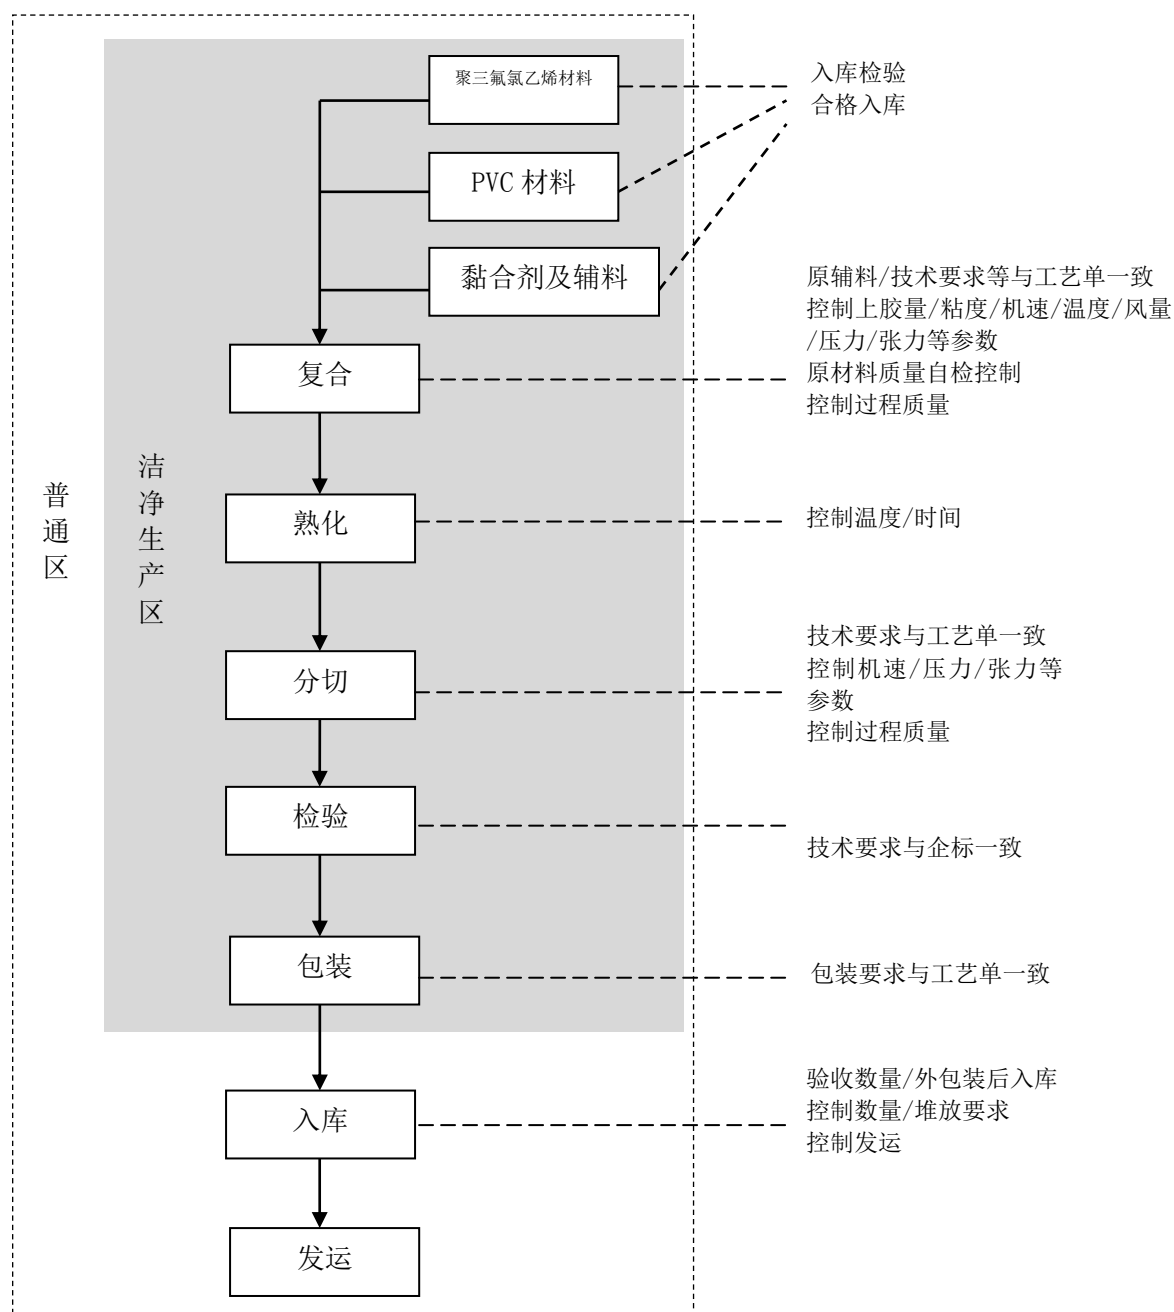 聚三氟氯乙烯材料
入库检验
合格入库
PVC 材料
黏合剂及辅料
原辅料/技术要求等与工艺单一致
控制上胶量/粘度/机速/温度/风量
/压力/张力等参数
原材料质量自检控制
控制过程质量
复合
普通区
洁净生产区
熟化
控制温度/时间
分切
技术要求与工艺单一致
控制机速/压力/张力等
参数
控制过程质量
检验
技术要求与企标一致
包装
包装要求与工艺单一致
入库
验收数量/外包装后入库
控制数量/堆放要求
控制发运
发运